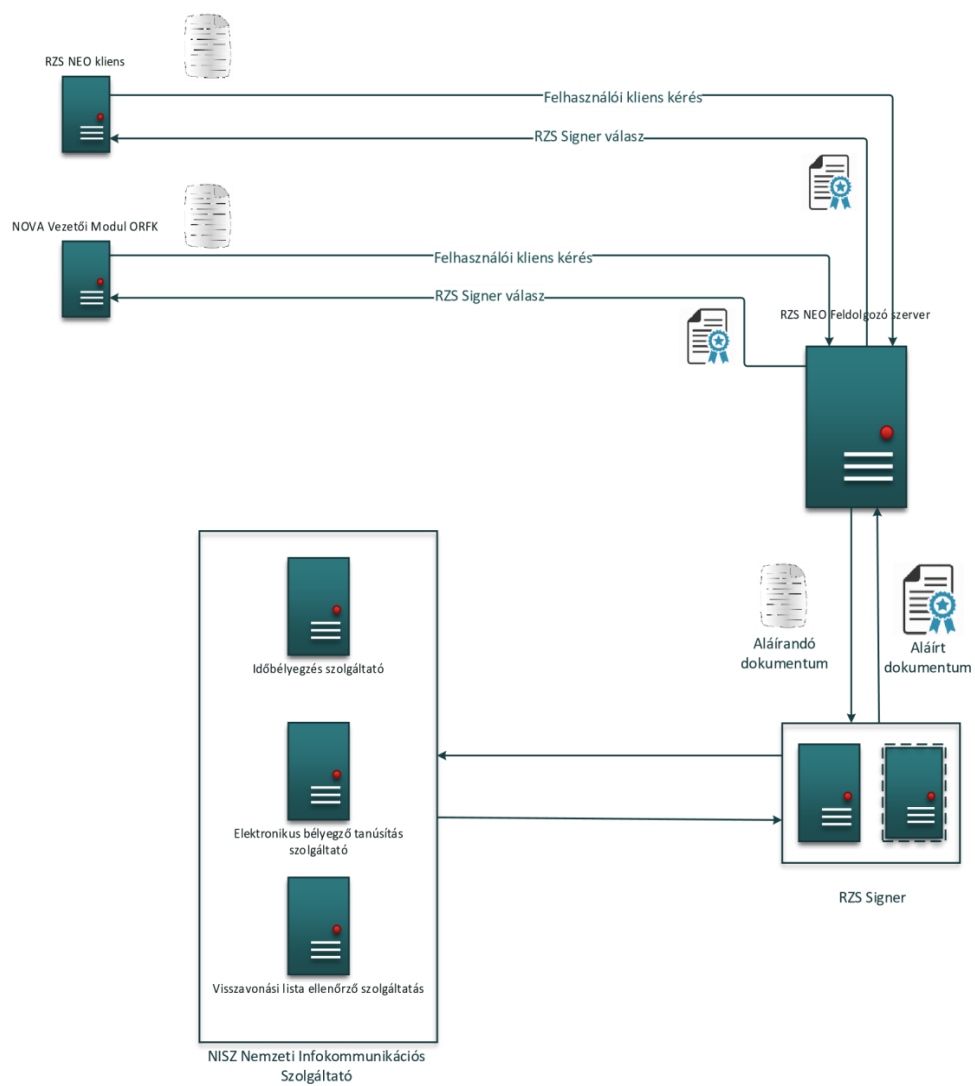 RZS NEO kliens
Felhasználói kliens kérés
RZS Signer válasz
NOVA Vezetői Modul ORFK
Felhasználói kliens kérés
RZS Signer válasz
RZS NEO Feldolgozó szerver
Időbélyegzés szolgáltató
Aláírandó
dokumentum
Aláírt
dokumentum
Elektronikus bélyegző tanúsítás
szolgáltató
RZS Signer
Visszavonási lista ellenőrző szolgáltatás
NISZ Nemzeti Infokommunikációs
Szolgáltató